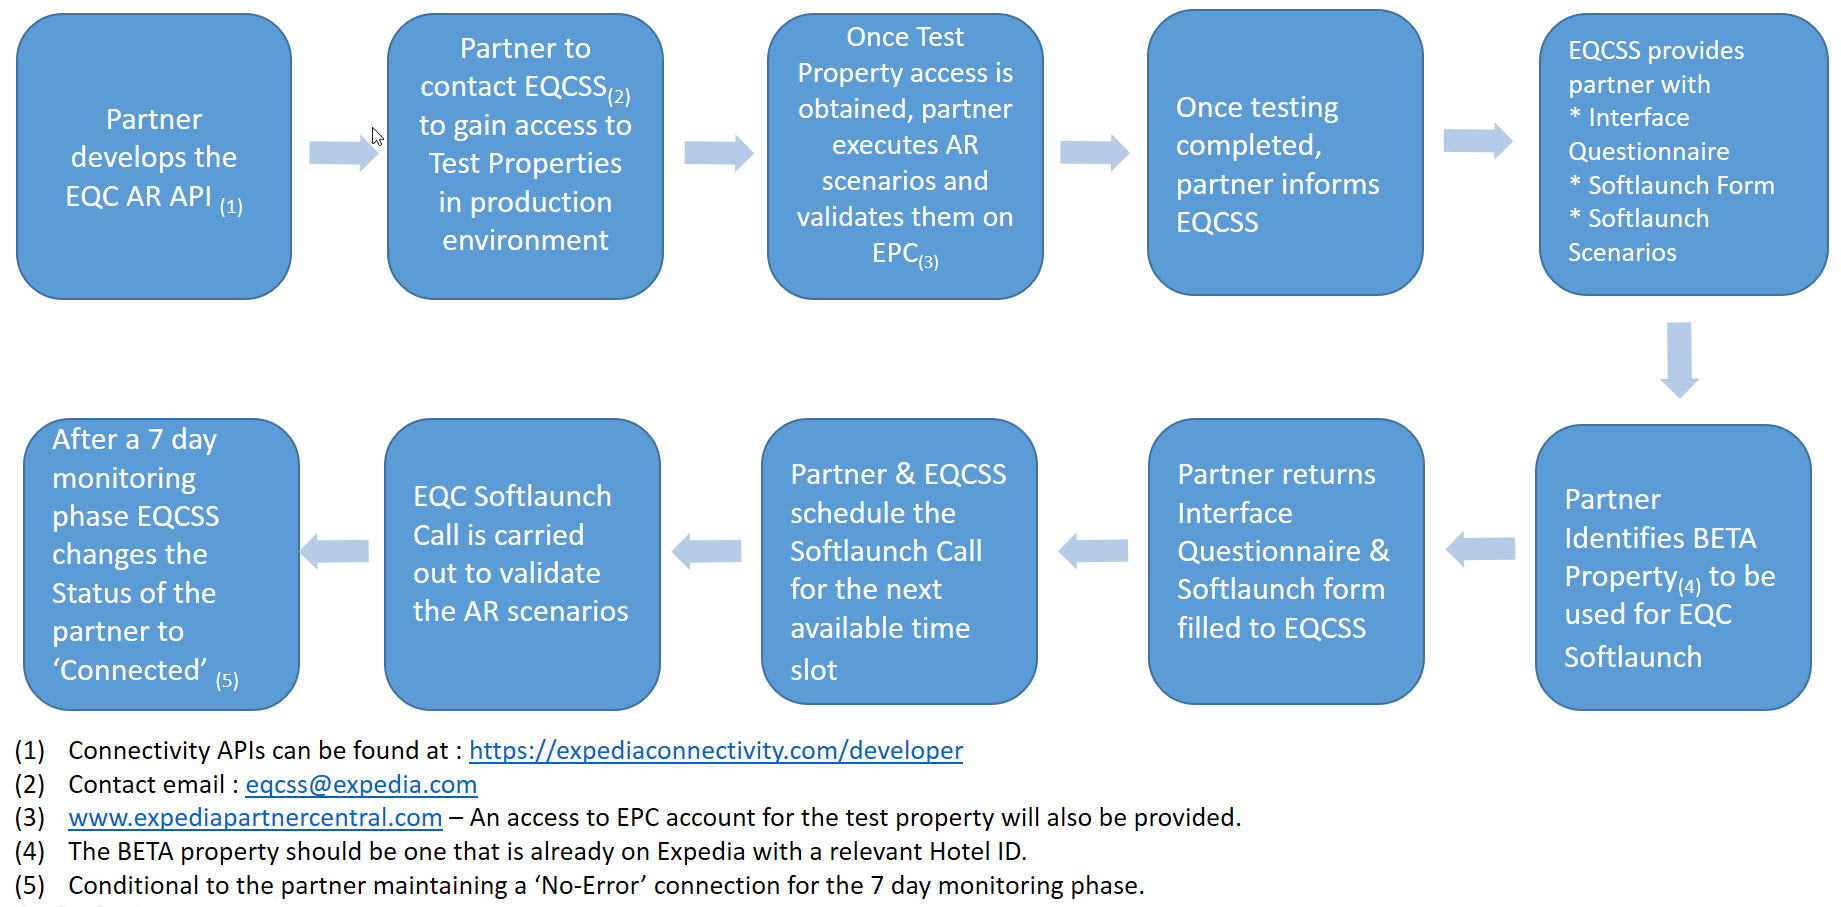 Partner
develops the
EQC AR API (1)
Partner to
contact EQCSS(2)
to gain access to
Test Properties
in production
environment
Once Test
Property access is
obtained, partner
executes AR
scenarios and
validates them on
EPC(3)
Once testing
completed,
partner informs
EQCSS
EQCSS provides
partner with
* Interface
Questionnaire
* Softlaunch Form
* Softlaunch
Scenarios
Partner
Identifies BETA
Property(4) to be
used for EQC
Softlaunch
Partner returns
Interface
Questionnaire &
Softlaunch form
filled to EQCSS
Partner & EQCSS
schedule the
Softlaunch Call
for the next
available time
slot
EQC Softlaunch
Call is carried
out to validate
the AR scenarios
After a 7 day
monitoring
phase EQCSS
changes the
Status of the
partner to
‘Connected’ (5)
(1) Connectivity APIs can be found at : https://expediaconnectivity.com/developer
(2) Contact email : eqcss@expedia.com
(3) www.expediapartnercentral.com – An access to EPC account for the test property will also be provided.
(4) The BETA property should be one that is already on Expedia with a relevant Hotel ID.
(5) Conditional to the partner maintaining a ‘No-Error’ connection for the 7 day monitoring phase.